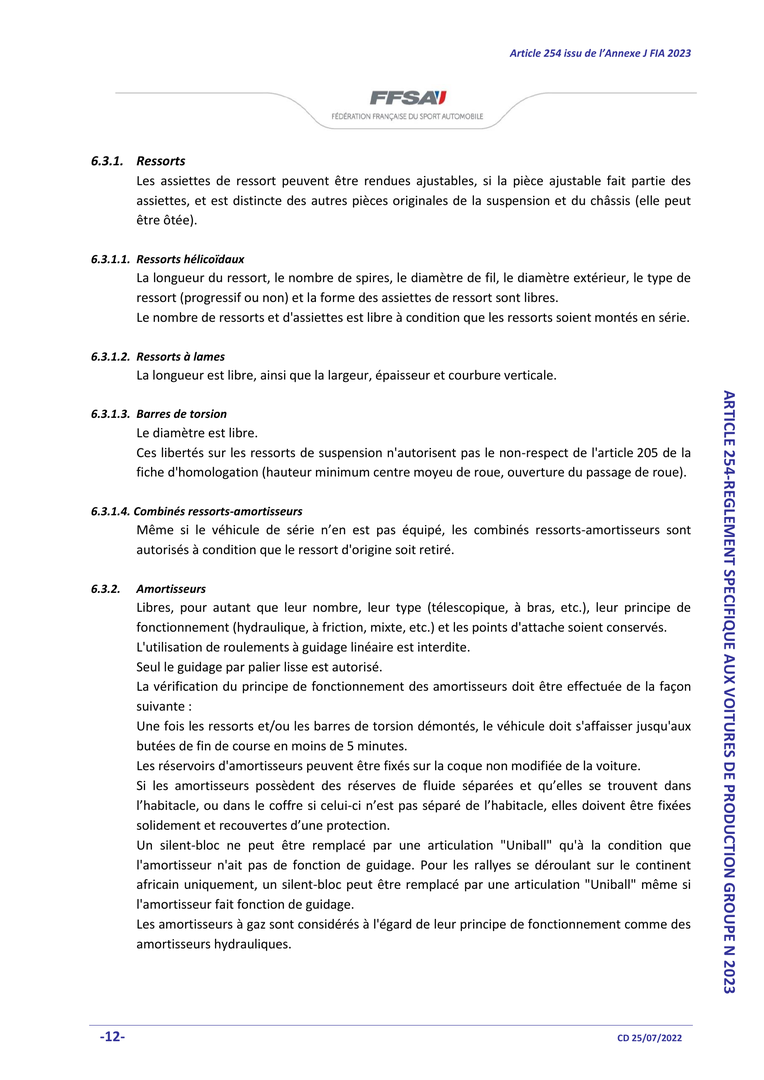 Article 254 issu de l'Annexe J FIA 2023
FFSA
FÉDÉRATION FRANÇAISE DU SPORT AUTOMOBILE
6.3.1. Ressorts
Les assiettes de ressort peuvent être rendues ajustables, si la pièce ajustable fait partie des
assiettes, et est distincte des autres pièces originales de la suspension et du châssis (elle peut
être ôtée).
6.3.1.1. Ressorts hélicoïdaux
La longueur du ressort, le nombre de spires, le diamètre de fil, le diamètre extérieur, le type de
ressort (progressif ou non) et la forme des assiettes de ressort sont libres.
Le nombre de ressorts et d'assiettes est libre à condition que les ressorts soient montés en série.
6.3.1.2. Ressorts à lames
La longueur est libre, ainsi que la largeur, épaisseur et courbure verticale.
6.3.1.3. Barres de torsion
Le diamètre est libre.
Ces libertés sur les ressorts de suspension n'autorisent pas le non-respect de l'article 205 de la
fiche d'homologation (hauteur minimum centre moyeu de roue, ouverture du passage de roue).
6.3.1.4. Combinés ressorts-amortisseurs
Même si le véhicule de série n'en est pas équipé, les combinés ressorts-amortisseurs sont
autorisés à condition que le ressort d'origine soit retiré.
6.3.2. Amortisseurs
Libres, pour autant que leur nombre, leur type (télescopique, à bras, etc.), leur principe de
fonctionnement (hydraulique, à friction, mixte, etc.) et les points d'attache soient conservés.
L'utilisation de roulements à guidage linéaire est interdite.
Seul le guidage par palier lisse est autorisé.
La vérification du principe de fonctionnement des amortisseurs doit être effectuée de la façon
suivante :
Une fois les ressorts et/ou les barres de torsion démontés, le véhicule doit s'affaisser jusqu'aux
butées de fin de course en moins de 5 minutes.
Les réservoirs d'amortisseurs peuvent être fixés sur la coque non modifiée de la voiture.
Si les amortisseurs possèdent des réserves de fluide séparées et qu'elles se trouvent dans
l'habitacle, ou dans le coffre si celui-ci n'est pas séparé de l'habitacle, elles doivent être fixées
solidement et recouvertes d'une protection.
Un silent-bloc ne peut être remplacé par une articulation "Uniball" qu'à la condition que
l'amortisseur n'ait pas de fonction de guidage. Pour les rallyes se déroulant sur le continent
africain uniquement, un silent-bloc peut être remplacé par une articulation "Uniball" même si
l'amortisseur fait fonction de guidage.
Les amortisseurs à gaz sont considérés à l'égard de leur principe de fonctionnement comme des
amortisseurs hydrauliques.
ARTICLE 254-REGLEMENT SPECIFIQUE AUX VOITURES DE PRODUCTION GROUPE N 2023
-12-
CD 25/07/2022